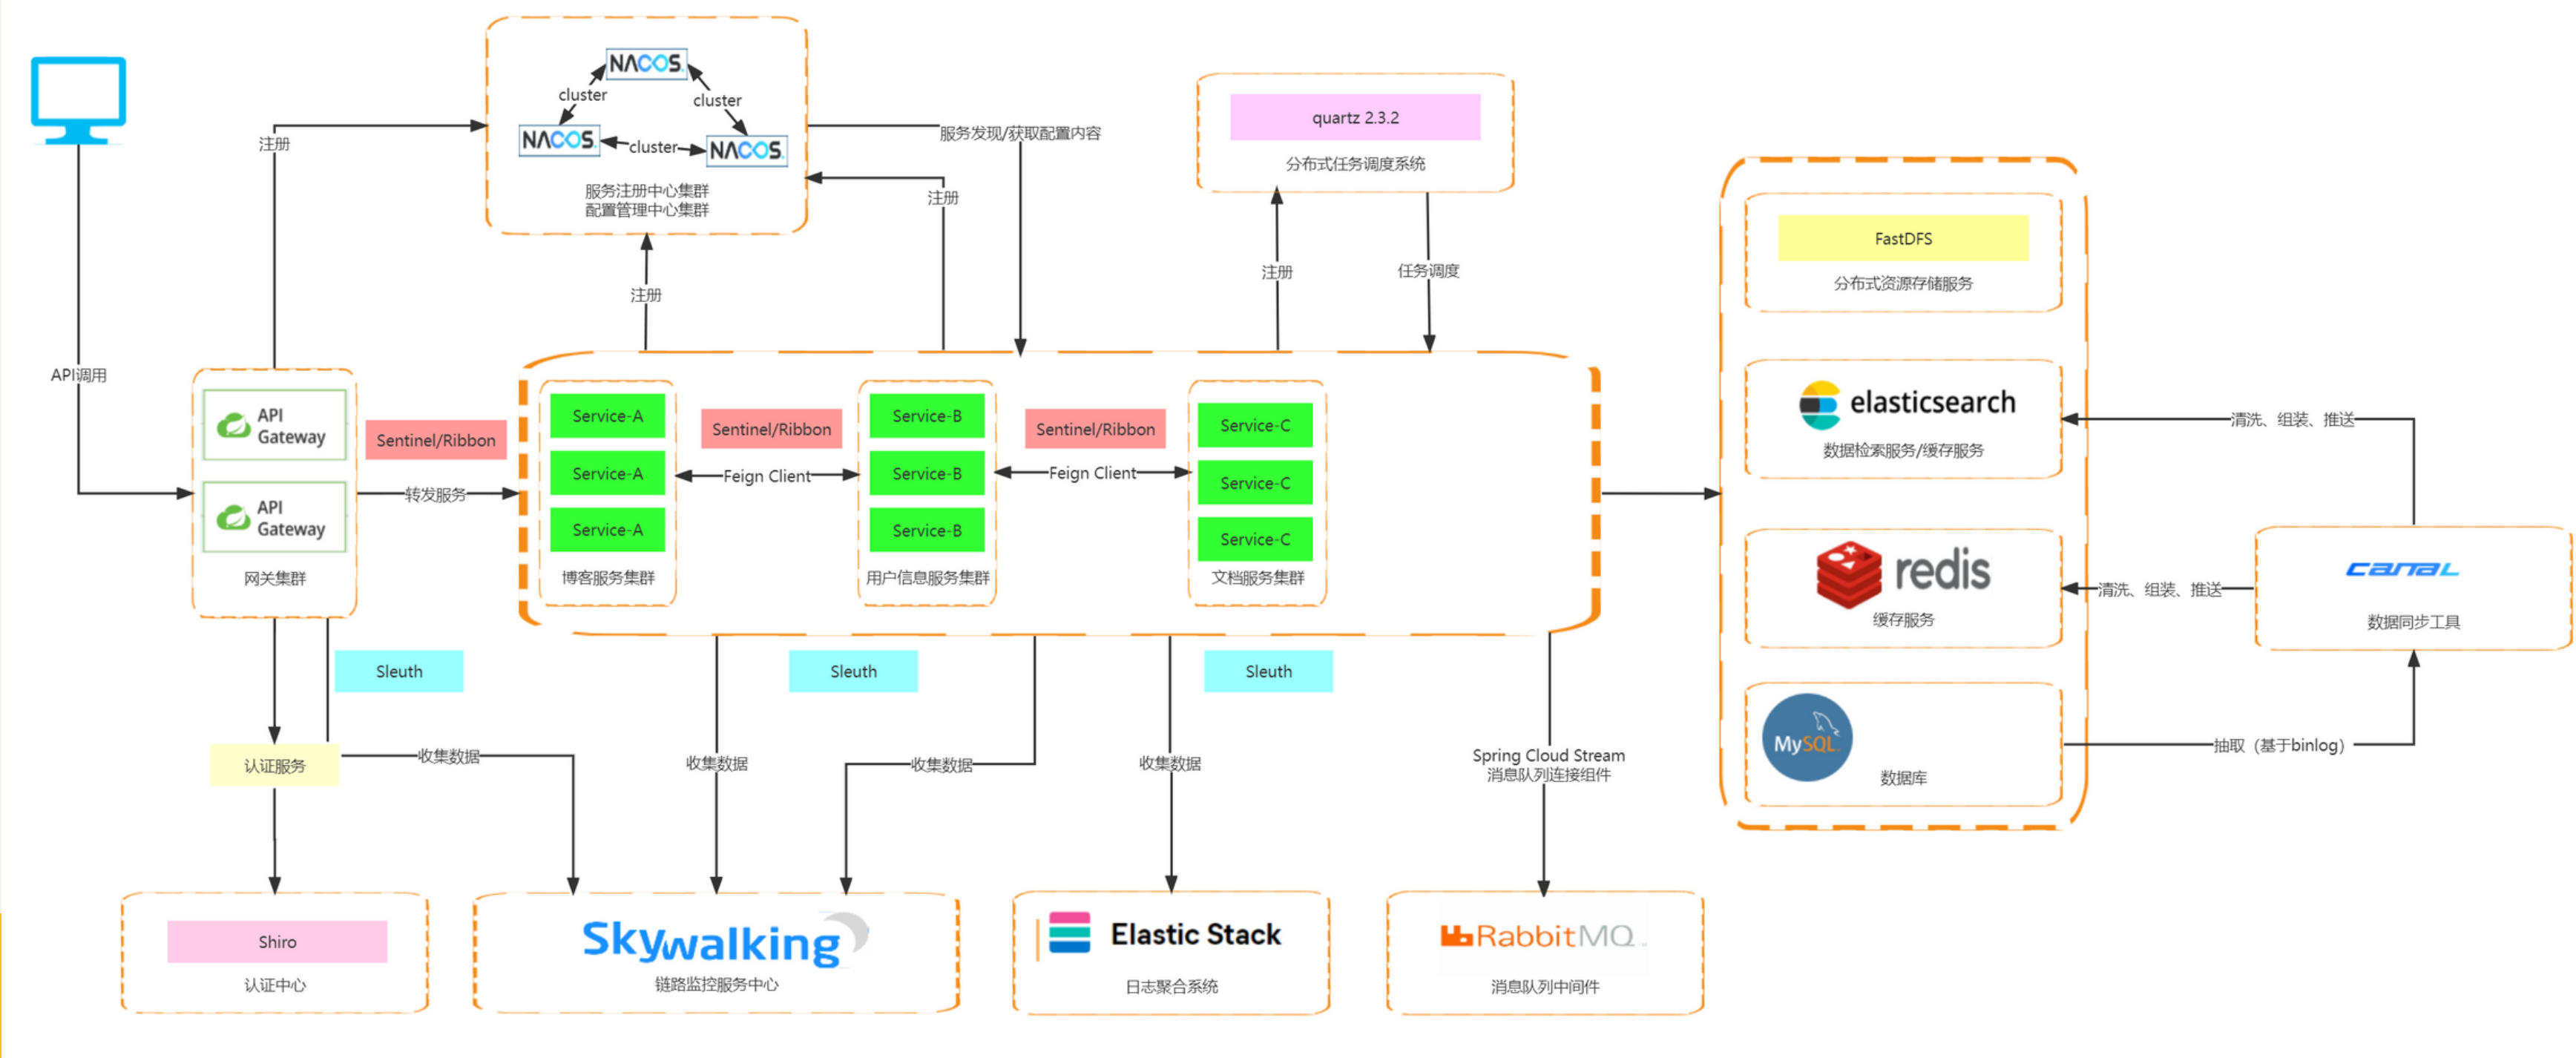 NACOS.
cluster
cluster
NACOS.
cluster
NACOS.
服务注册中心集群
配置管理中心集群
注册
服务发现/获取配置内容
注册
注册
quartz 2.3.2
分布式任务调度系统
注册
任务调度
API调用
API
Gateway
API
Gateway
网关集群
Sentinel/Ribbon
转发服务
Service-A
Service-A
Service-A
博客服务集群
Sentinel/Ribbon
Feign Client
Service-B
Service-B
Service-B
用户信息服务集群
Sentinel/Ribbon
Feign Client
Service-C
Service-C
Service-C
文档服务集群
FastDFS
分布式资源存储服务
elasticsearch
数据检索服务/缓存服务
redis
缓存服务
MySQL
数据库
清洗、组装、推送
清洗、组装、推送
canal
数据同步工具
抽取（基于binlog）
Sleuth
Sleuth
Sleuth
认证服务
收集数据
收集数据
收集数据
收集数据
Spring Cloud Stream
消息队列连接组件
Shiro
认证中心
Skywalking
链路监控服务中心
Elastic Stack
日志聚合系统
RabbitMQ
消息队列中间件